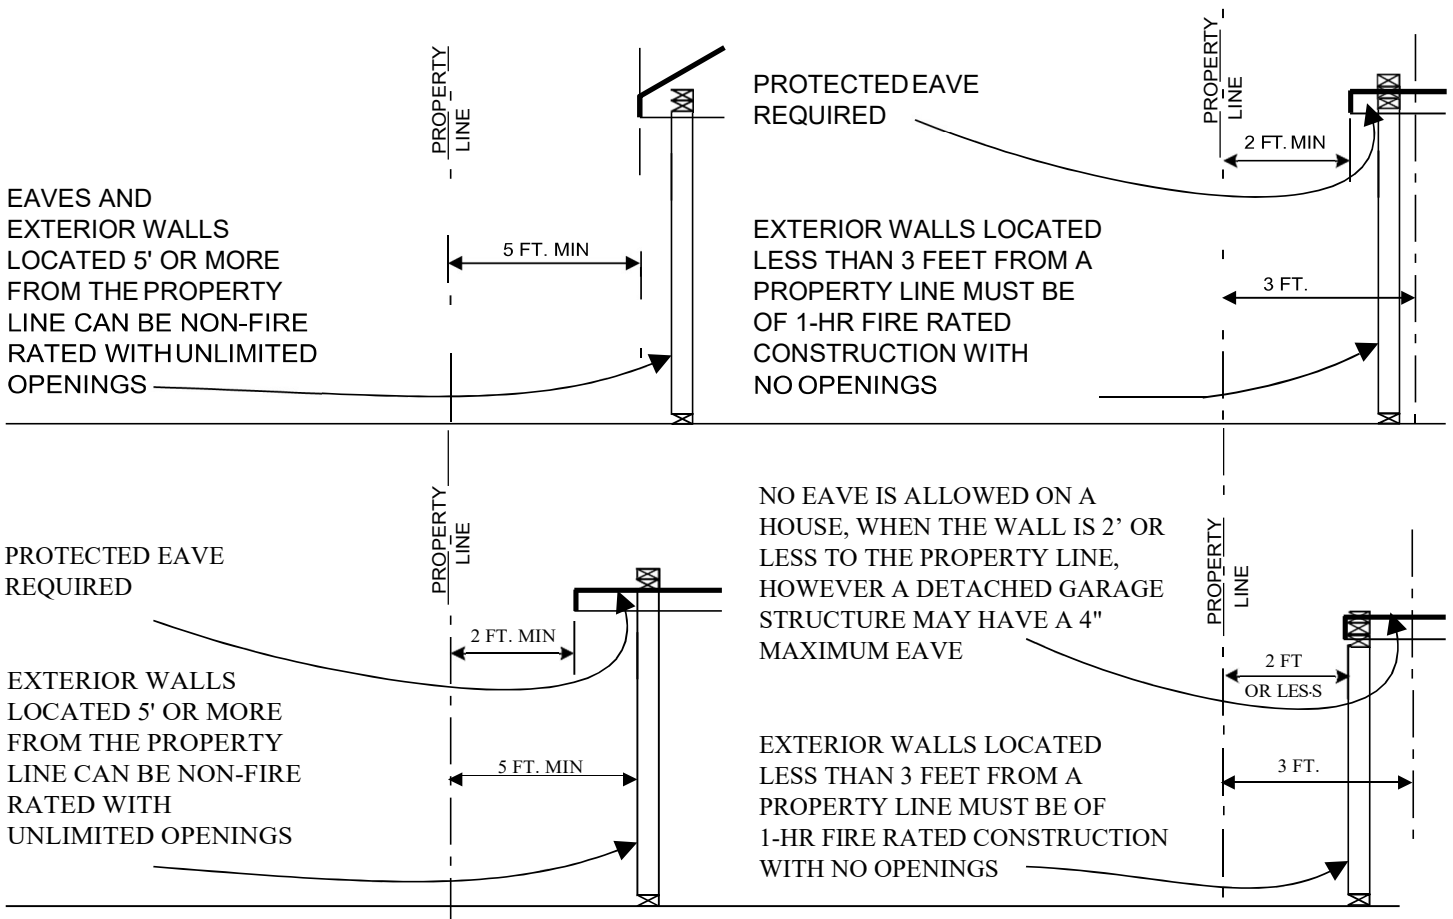 PROPERTY
LINE
EAVES AND
EXTERIOR WALLS
LOCATED 5' OR MORE
FROM THE PROPERTY
LINE CAN BE NON-FIRE
RATED WITH UNLIMITED
OPENINGS
5 FT. MIN
PROTECTED EAVE
REQUIRED
PROPERTY
LINE
2 FT. MIN
EXTERIOR WALLS LOCATED
LESS THAN 3 FEET FROM A
PROPERTY LINE MUST BE
OF 1-HR FIRE RATED
CONSTRUCTION WITH
NO OPENINGS
3 FT.
PROTECTED EAVE
REQUIRED
PROPERTY
LINE
2 FT. MIN
EXTERIOR WALLS
LOCATED 5' OR MORE
FROM THE PROPERTY
LINE CAN BE NON-FIRE
RATED WITH
UNLIMITED OPENINGS
5 FT. MIN
NO EAVE IS ALLOWED ON A
HOUSE, WHEN THE WALL IS 2’ OR
LESS TO THE PROPERTY LINE,
HOWEVER A DETACHED GARAGE
STRUCTURE MAY HAVE A 4"
MAXIMUM EAVE
PROPERTY
LINE
2 FT
OR LES-S
EXTERIOR WALLS LOCATED
LESS THAN 3 FEET FROM A
PROPERTY LINE MUST BE OF
1-HR FIRE RATED CONSTRUCTION
WITH NO OPENINGS
3 FT.